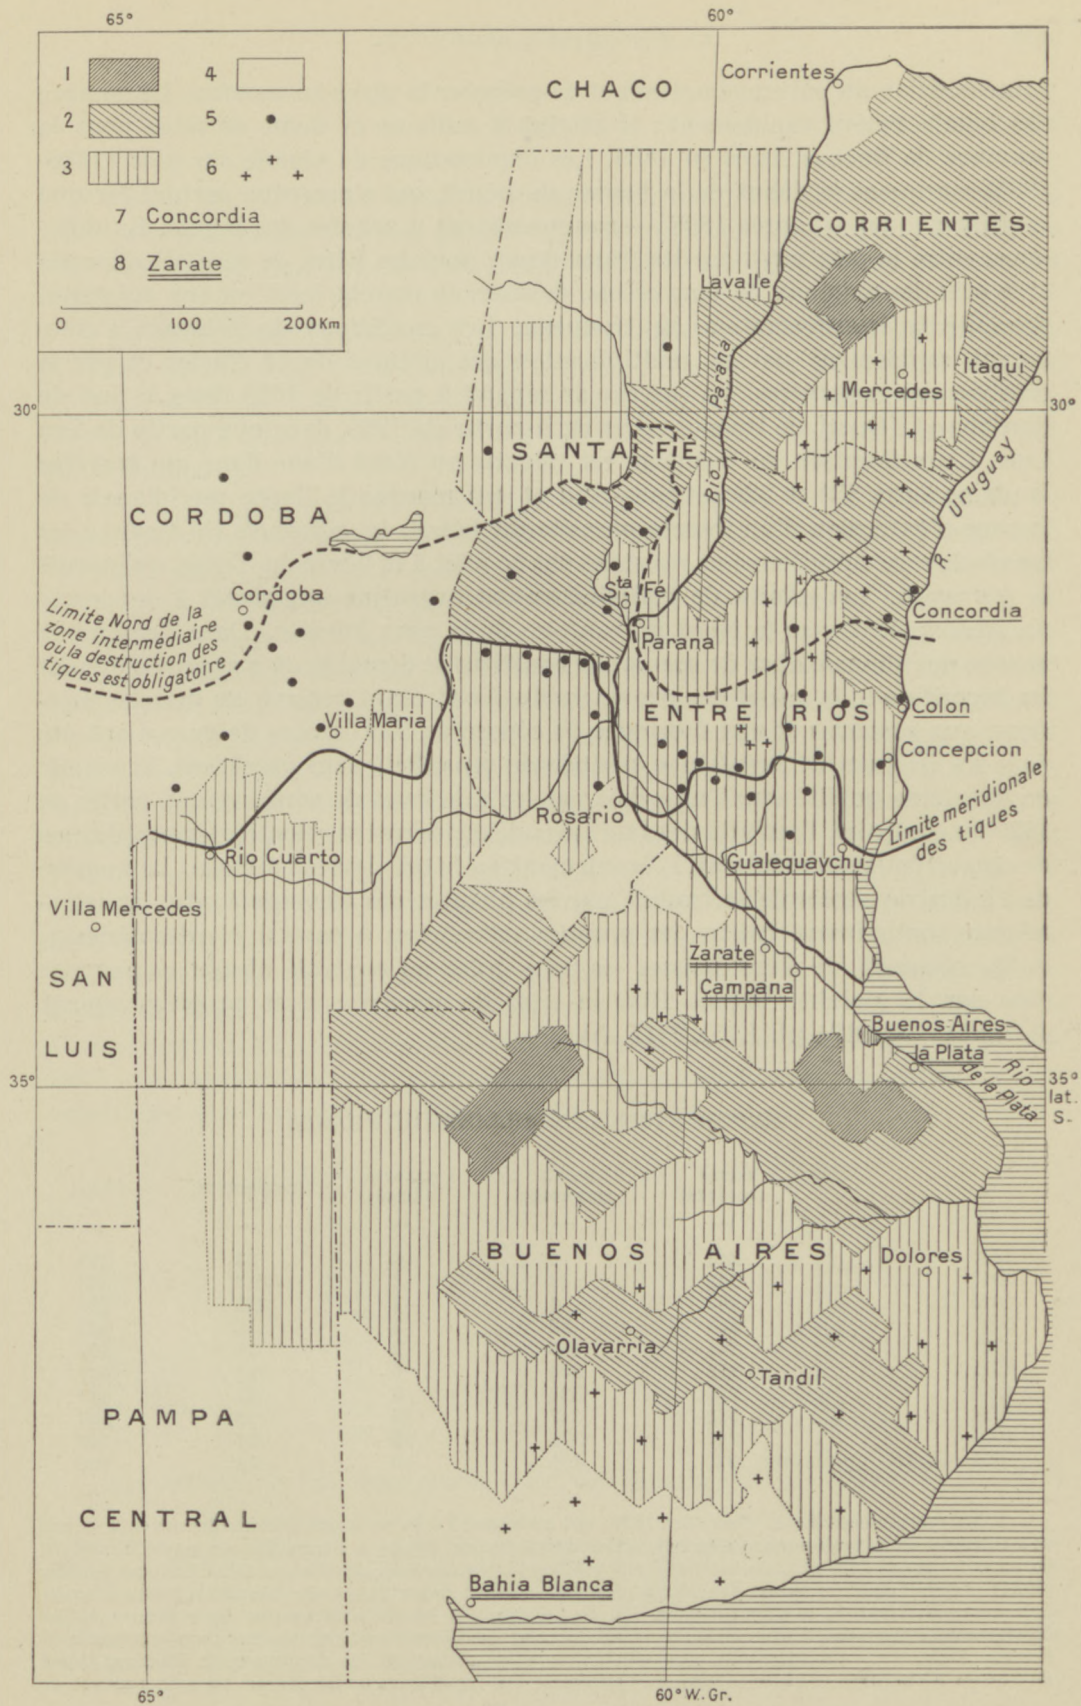 65°
60°
1
4
2
5
3
6
7 Concordia
8 Zarate
0 100 200 Km
CHACO
Corrientes
CORRIENTES
Lavalle
Rio Parana
Itaqui
Mercedes
30°
30°
SANTA FÉ
R. Uruguay
CORDOBA
Cordoba
Sta Fé
Concordia
Limite Nord de la
zone intermédiaire
où la destruction des
tiques est obligatoire
Parana
ENTRE RIOS
Colon
Villa Maria
Concepcion
Rosario
Limite méridionale
des tiques
Rio Cuarto
Gualeguaychu
Villa Mercedes
Zarate
SAN
Campana
Buenos Aires
LUIS
la Plata
Rio
de la Plata
35°
35°
lat.
S-
BUENOS AIRES
Dolores
Olavarria
Tandil
PAMPA
CENTRAL
Bahia Blanca
65°
60° W. Gr.